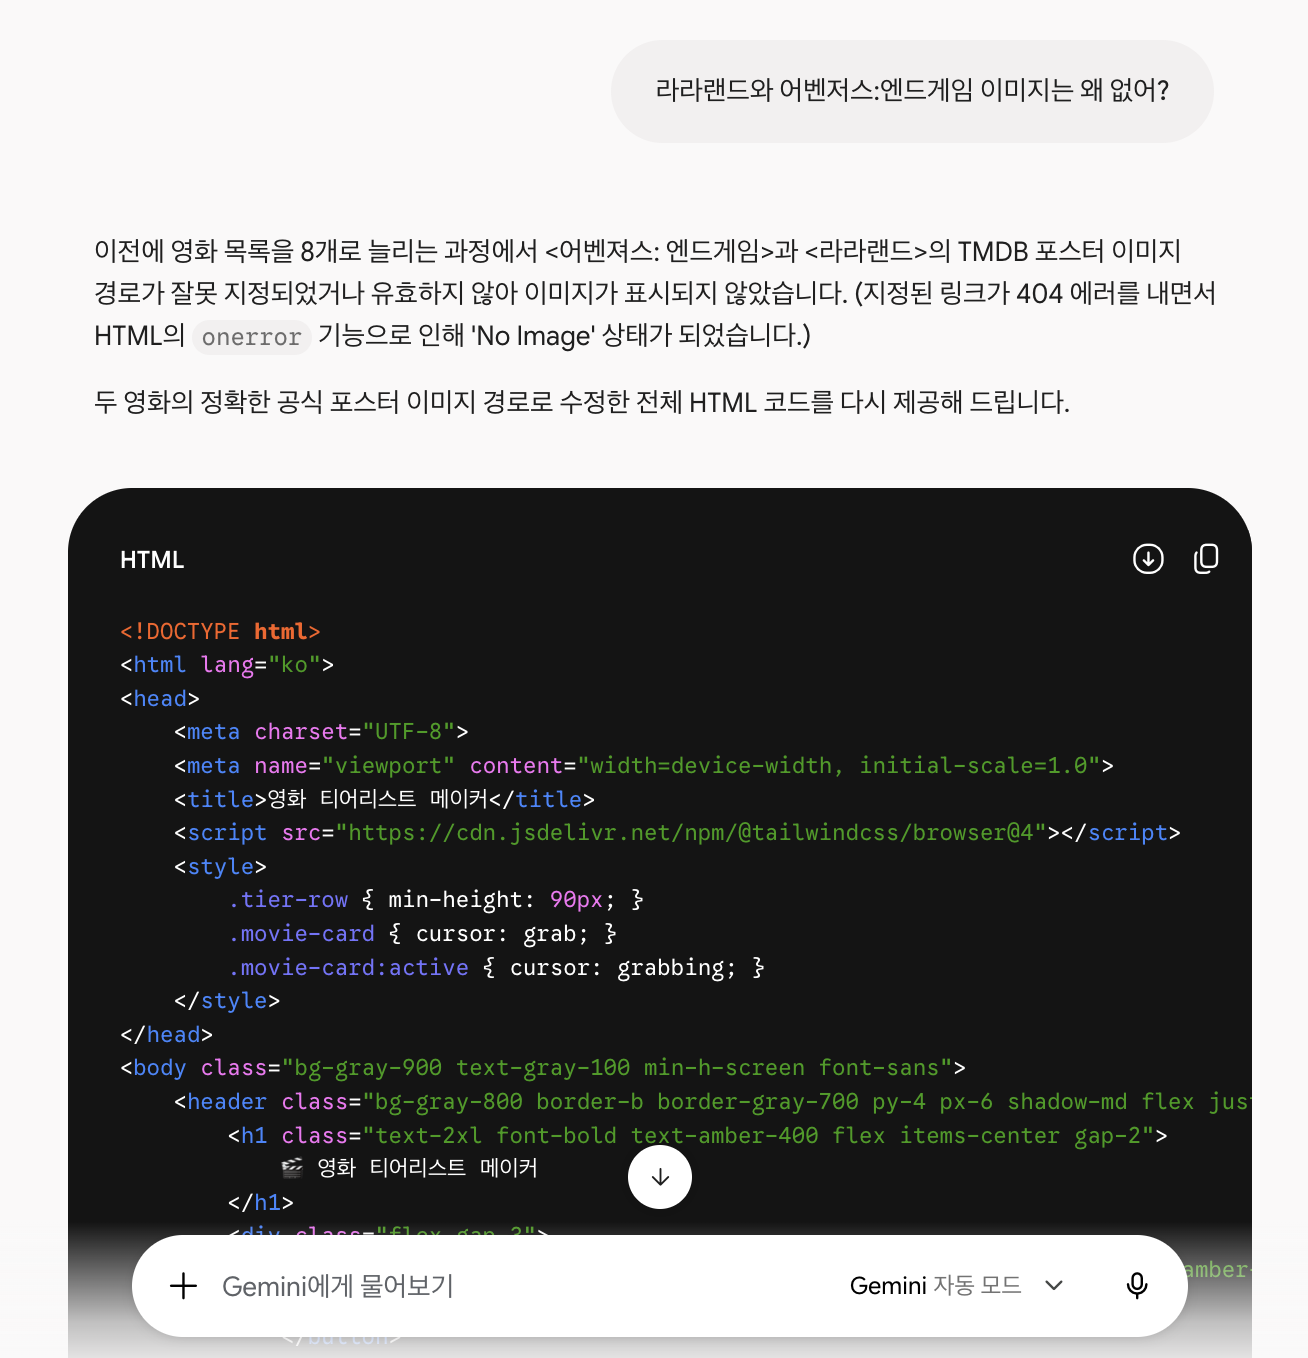 라라랜드와 어벤저스:엔드게임 이미지는 왜 없어?
이전에 영화 목록을 8개로 늘리는 과정에서 <어벤져스: 엔드게임>과 <라라랜드>의 TMDB 포스터 이미지
경로가 잘못 지정되었거나 유효하지 않아 이미지가 표시되지 않았습니다. (지정된 링크가 404 에러를 내면서
HTML의 onerror 기능으로 인해 'No Image' 상태가 되었습니다.)
두 영화의 정확한 공식 포스터 이미지 경로로 수정한 전체 HTML 코드를 다시 제공해 드립니다.
HTML
<!DOCTYPE html>
<html lang="ko">
<head>
    <meta charset="UTF-8">
    <meta name="viewport" content="width=device-width, initial-scale=1.0">
    <title>영화 티어리스트 메이커</title>
    <script src="https://cdn.jsdelivr.net/npm/@tailwindcss/browser@4"></script>
    <style>
        .tier-row { min-height: 90px; }
        .movie-card { cursor: grab; }
        .movie-card:active { cursor: grabbing; }
    </style>
</head>
<body class="bg-gray-900 text-gray-100 min-h-screen font-sans">
    <header class="bg-gray-800 border-b border-gray-700 py-4 px-6 shadow-md flex jus
        <h1 class="text-2xl font-bold text-amber-400 flex items-center gap-2">
            🎬 영화 티어리스트 메이커
        </h1>
        <div class="flex gap-3">
amber-
Gemini에게 물어보기
Gemini 자동 모드
</button>